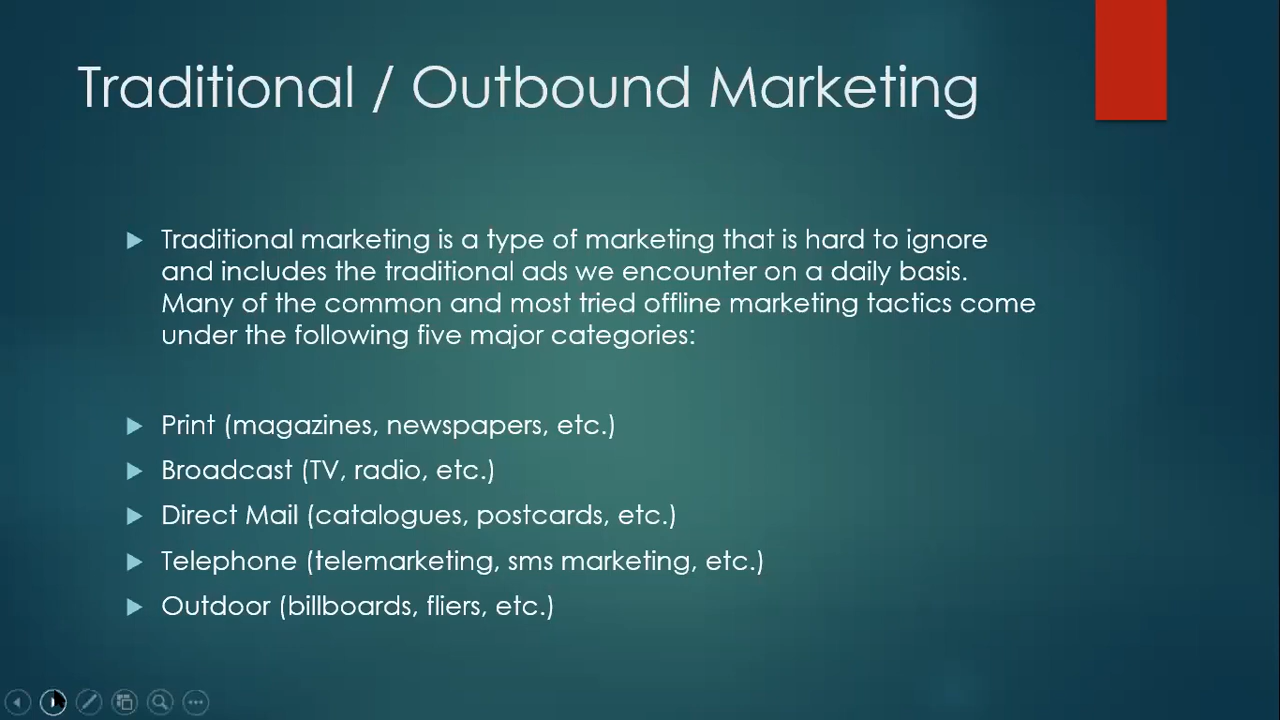 Traditional / Outbound Marketing
Traditional marketing is a type of marketing that is hard to ignore
and includes the traditional ads we encounter on a daily basis.
Many of the common and most tried offline marketing tactics come
under the following five major categories:
Print (magazines, newspapers, etc.)
Broadcast (TV, radio, etc.)
Direct Mail (catalogues, postcards, etc.)
Telephone (telemarketing, sms marketing, etc.)
Outdoor (billboards, fliers, etc.)